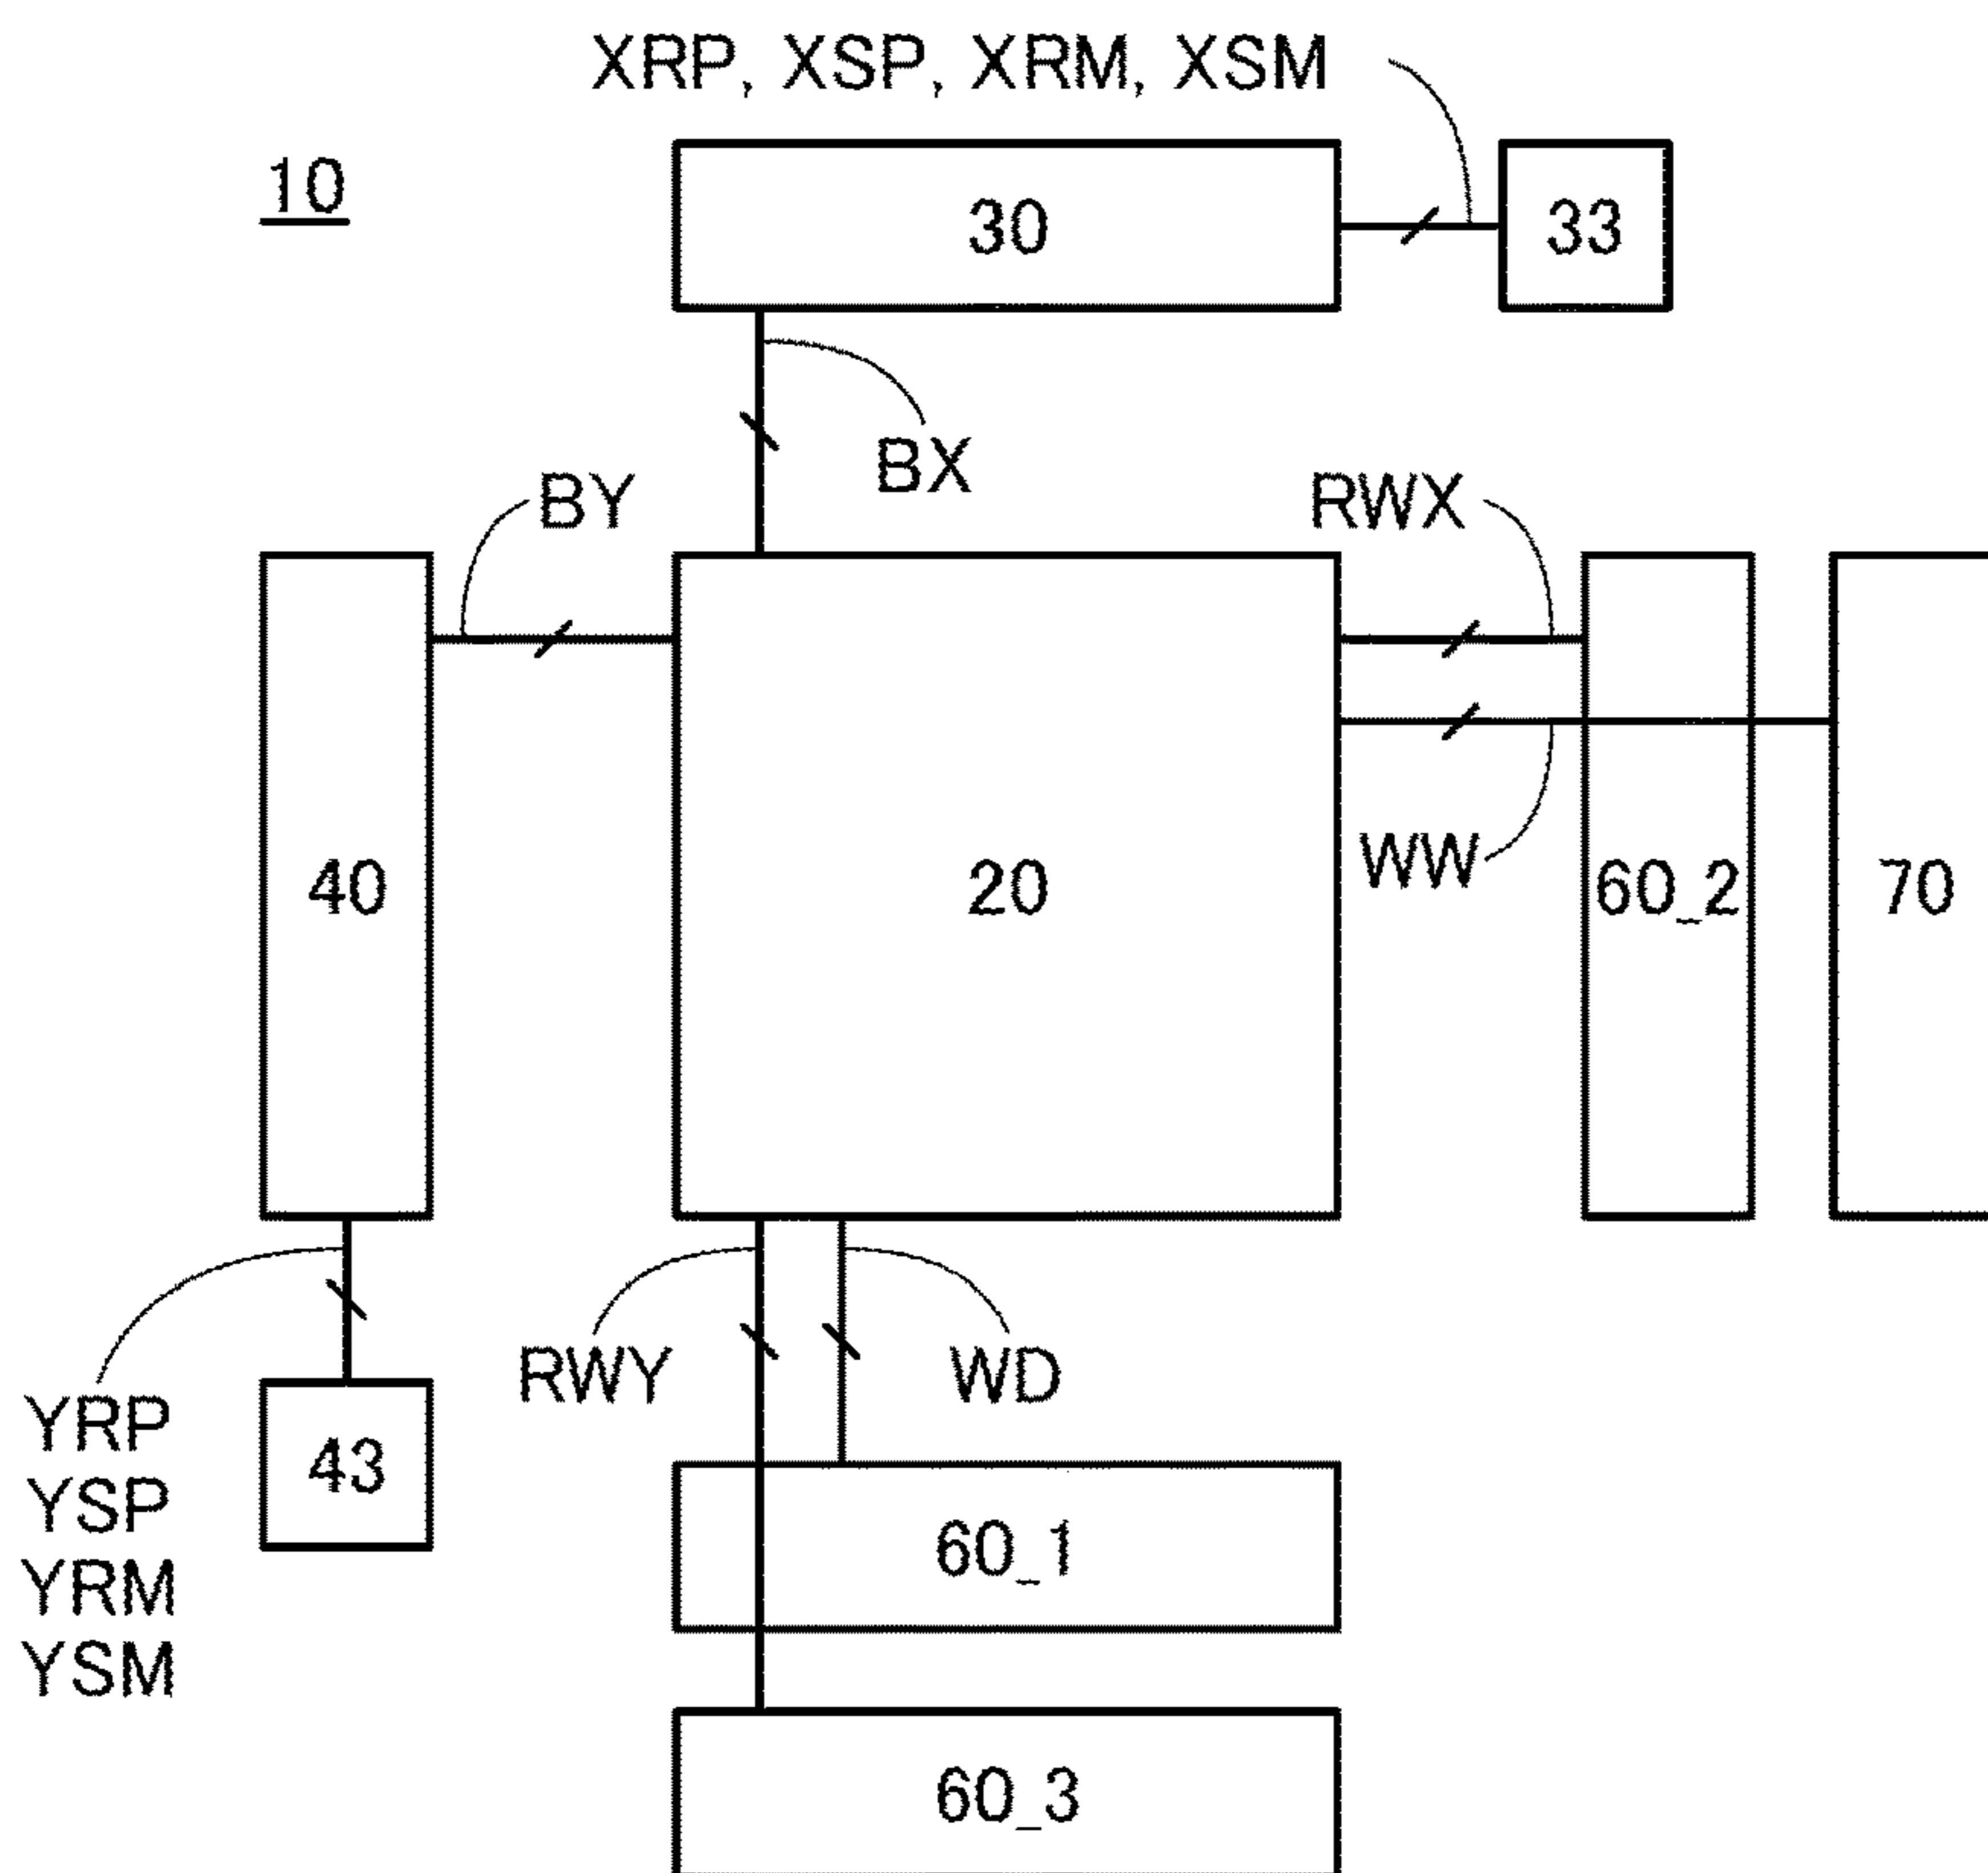 XRP, XSP, XRM, XSM
10
30
33
BX
BY
RWX
40
20
WW
60_2
70
RWY
WD
YRP
YSP
YRM
YSM
43
60_1
60_3